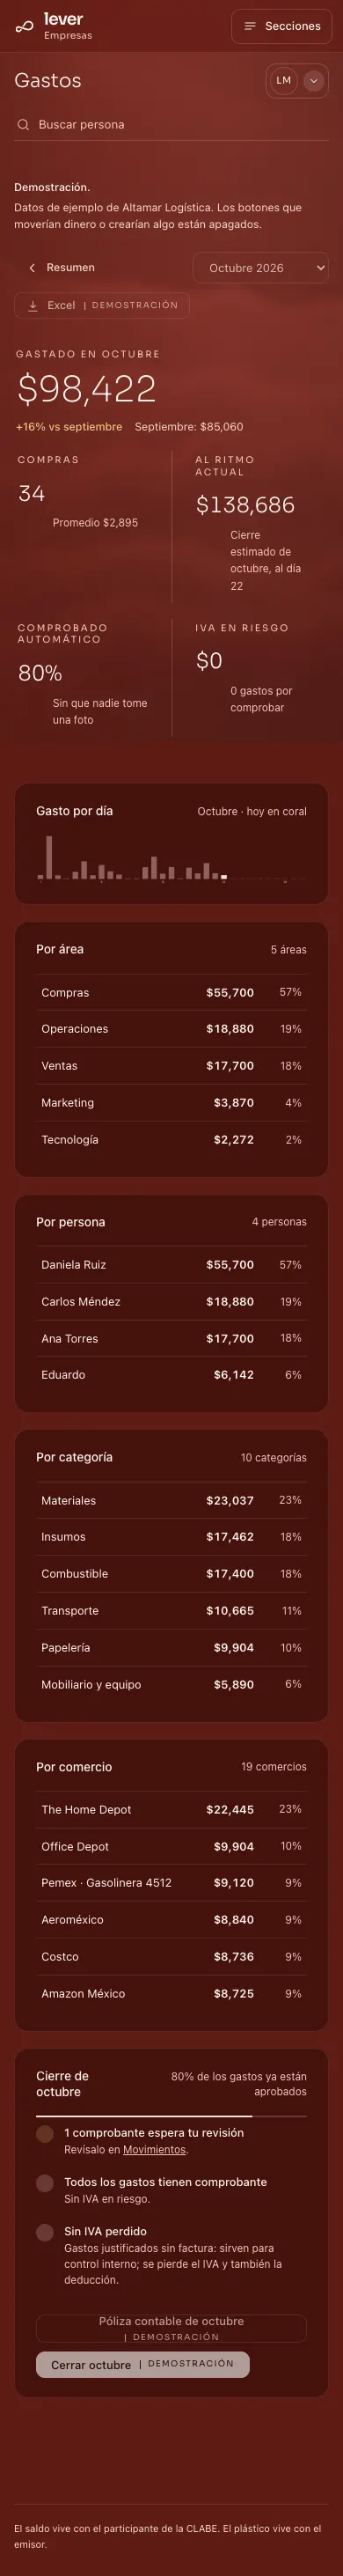 lever
Empresas
Secciones
Gastos
LM
Buscar persona
Demostración.
Datos de ejemplo de Altamar Logística. Los botones que
moverían dinero o crearían algo están apagados.
Resumen
Octubre 2026
Excel | DEMOSTRACIÓN
GASTADO EN OCTUBRE
$98,422
+16% vs septiembre Septiembre: $85,060
COMPRAS
34
Promedio $2,895
AL RITMO
ACTUAL
$138,686
Cierre
estimado de
octubre, al día
22
COMPROBADO
AUTOMÁTICO
80%
Sin que nadie tome
una foto
IVA EN RIESGO
$0
0 gastos por
comprobar
Gasto por día Octubre · hoy en coral
Por área 5 áreas
Compras $55,700 57%
Operaciones $18,880 19%
Ventas $17,700 18%
Marketing $3,870 4%
Tecnología $2,272 2%
Por persona 4 personas
Daniela Ruiz $55,700 57%
Carlos Méndez $18,880 19%
Ana Torres $17,700 18%
Eduardo $6,142 6%
Por categoría 10 categorías
Materiales $23,037 23%
Insumos $17,462 18%
Combustible $17,400 18%
Transporte $10,665 11%
Papelería $9,904 10%
Mobiliario y equipo $5,890 6%
Por comercio 19 comercios
The Home Depot $22,445 23%
Office Depot $9,904 10%
Pemex · Gasolinera 4512 $9,120 9%
Aeroméxico $8,840 9%
Costco $8,736 9%
Amazon México $8,725 9%
Cierre de
octubre
80% de los gastos ya están
aprobados
1 comprobante espera tu revisión
Revísalo en Movimientos.
Todos los gastos tienen comprobante
Sin IVA en riesgo.
Sin IVA perdido
Gastos justificados sin factura: sirven para
control interno; se pierde el IVA y también la
deducción.
Póliza contable de octubre
| DEMOSTRACIÓN
Cerrar octubre | DEMOSTRACIÓN
El saldo vive con el participante de la CLABE. El plástico vive con el
emisor.